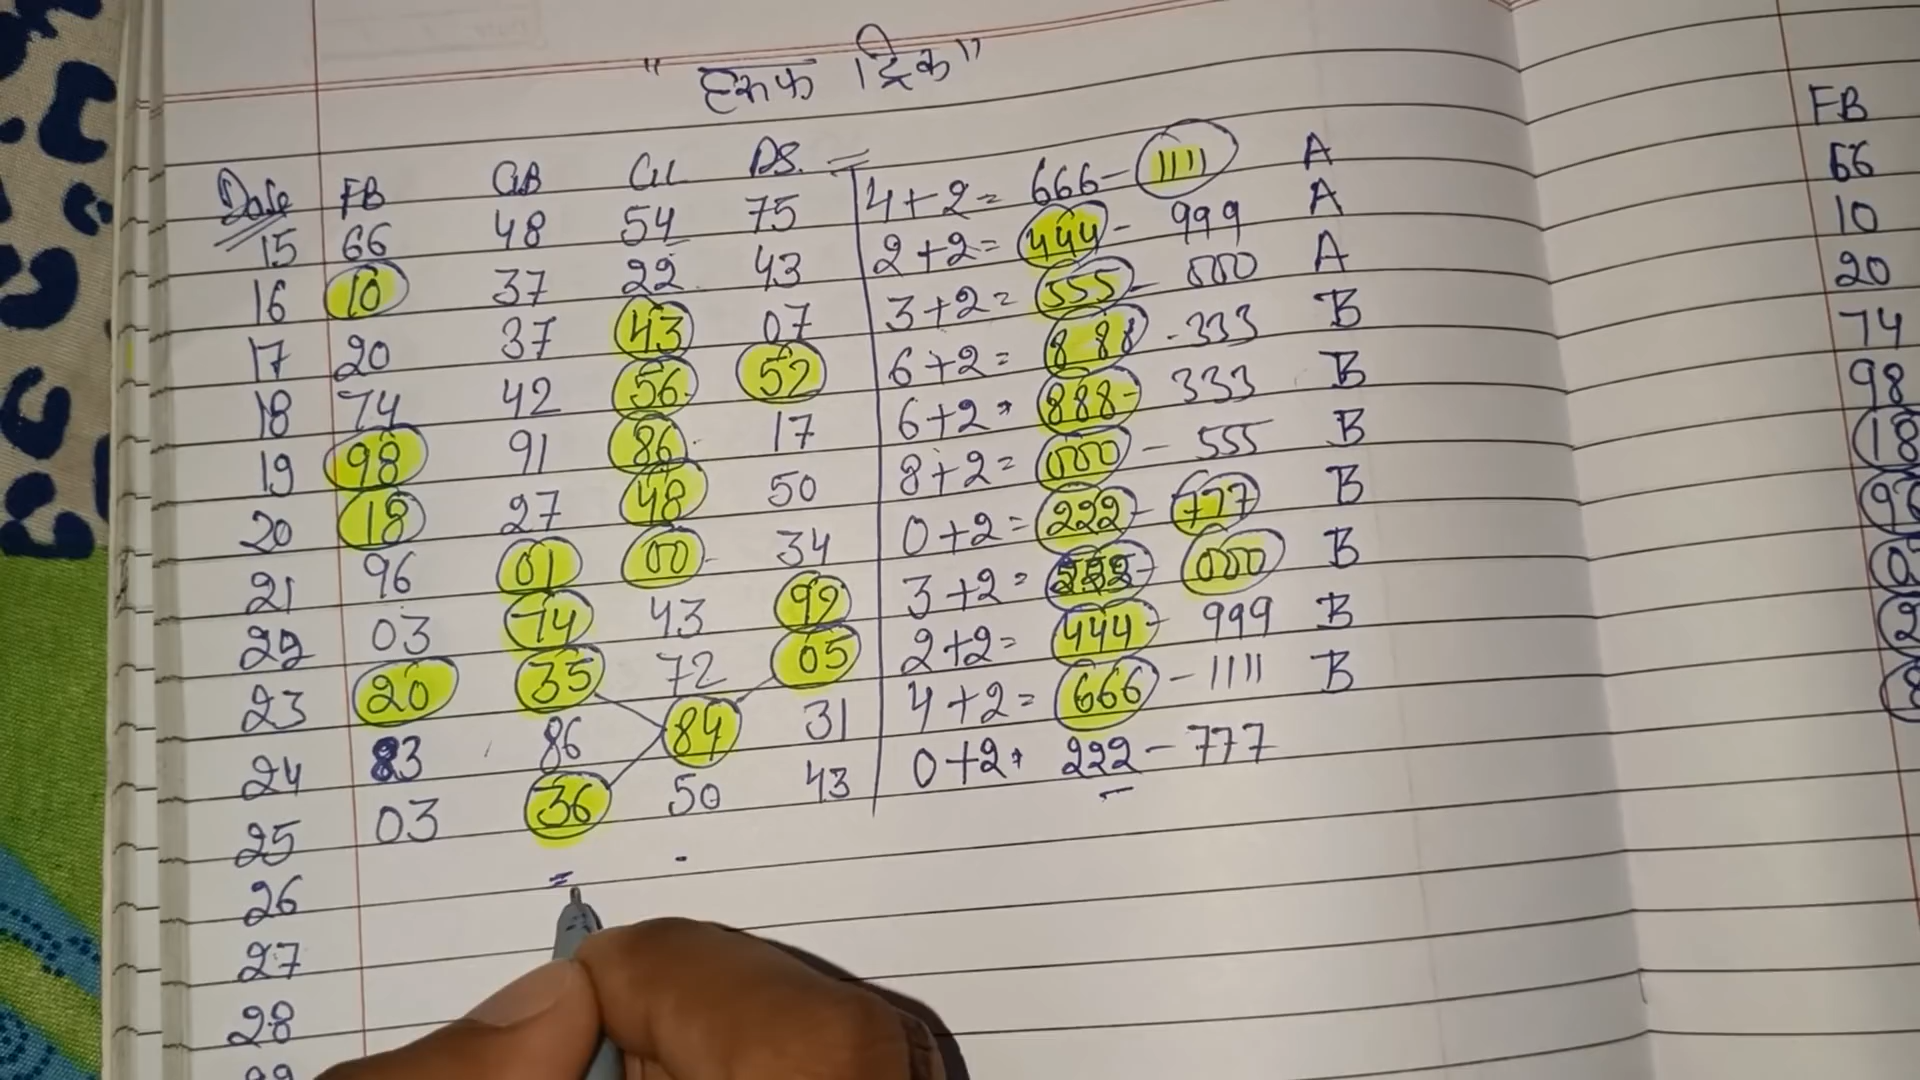 "हरूफ ट्रिक"
Date FB GB GL DS.
15 66 48 54 75 4+2= 666-1111 A
16 10 37 22 43 2+2= 444- 999 A
17 20 37 43 07 3+2= 555- 000 A
18 74 42 56 52 6+2= 888-333 B
19 98 91 86 17 6+2= 888- 333 B
20 18 27 48 50 8+2= 000- 555 B
21 96 01 00 34 0+2= 222- 777 B
22 03 74 43 92 3+2= 000 B
23 20 35 72 05 2+2= 444- 999 B
24 83 86 84 31 4+2= 666-1111 B
25 03 36 50 43 0+2= 222-777
26
27
28
FB
66
10
20
74
98
18